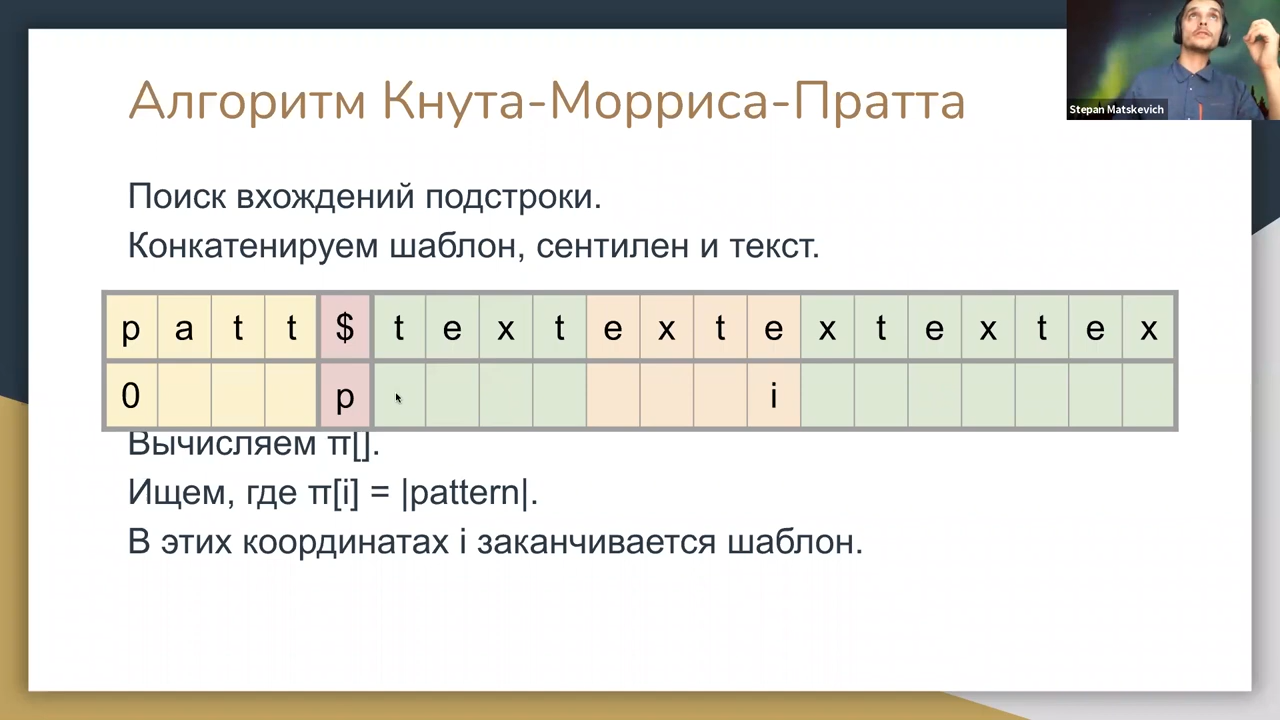 Алгоритм Кнута-Морриса-Пратта
Stepan Matskevich
Поиск вхождений подстроки.
Конкатенируем шаблон, сентилен и текст.
p a t t $ t e x t e x t e x t e x t e x
0 p i
Вычисляем π[].
Ищем, где π[i] = |pattern|.
В этих координатах i заканчивается шаблон.